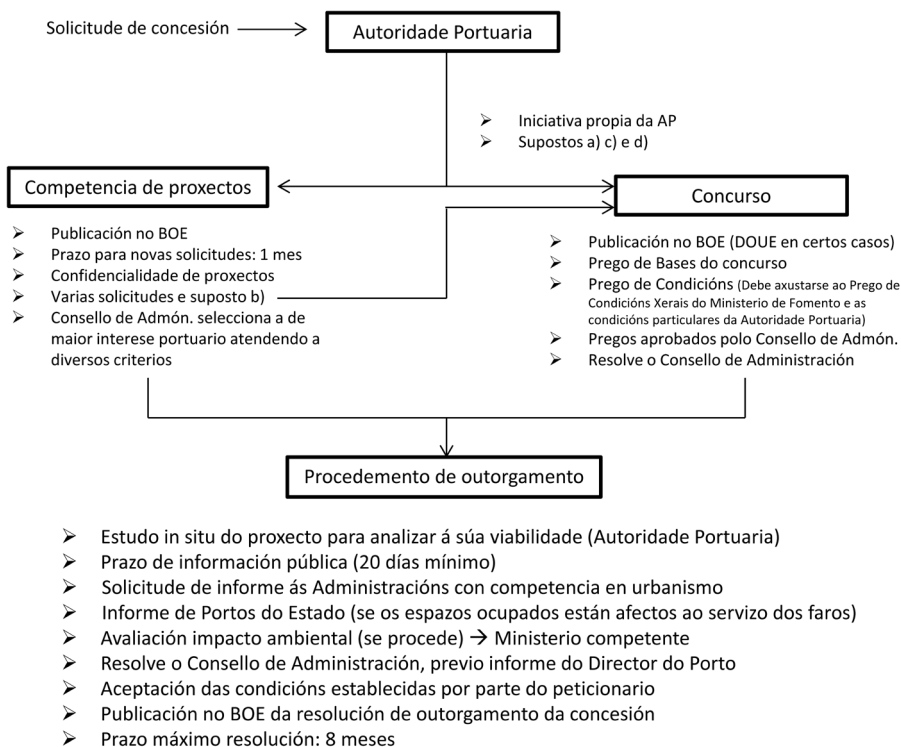 Solicitude de concesión
Autoridade Portuaria
➢ Iniciativa propia da AP
➢ Supostos a) c) e d)
Competencia de proxectos
➢ Publicación no BOE
➢ Prazo para novas solicitudes: 1 mes
➢ Confidencialidade de proxectos
➢ Varias solicitudes e suposto b)
➢ Consello de Admón. selecciona a de
maior interese portuario atendendo a
diversos criterios
Concurso
➢ Publicación no BOE (DOUE en certos casos)
➢ Prego de Bases do concurso
➢ Prego de Condicións (Debe axustarse ao Prego de
Condicións Xerais do Ministerio de Fomento e as
condicións particulares da Autoridade Portuaria)
➢ Pregos aprobados polo Consello de Admón.
➢ Resolve o Consello de Administración
Procedemento de outorgamento
➢ Estudo in situ do proxecto para analizar á súa viabilidade (Autoridade Portuaria)
➢ Prazo de información pública (20 días mínimo)
➢ Solicitude de informe ás Administracións con competencia en urbanismo
➢ Informe de Portos do Estado (se os espazos ocupados están afectos ao servizo dos faros)
➢ Avaliación impacto ambiental (se procede) → Ministerio competente
➢ Resolve o Consello de Administración, previo informe do Director do Porto
➢ Aceptación das condicións establecidas por parte do peticionario
➢ Publicación no BOE da resolución de outorgamento da concesión
➢ Prazo máximo resolución: 8 meses